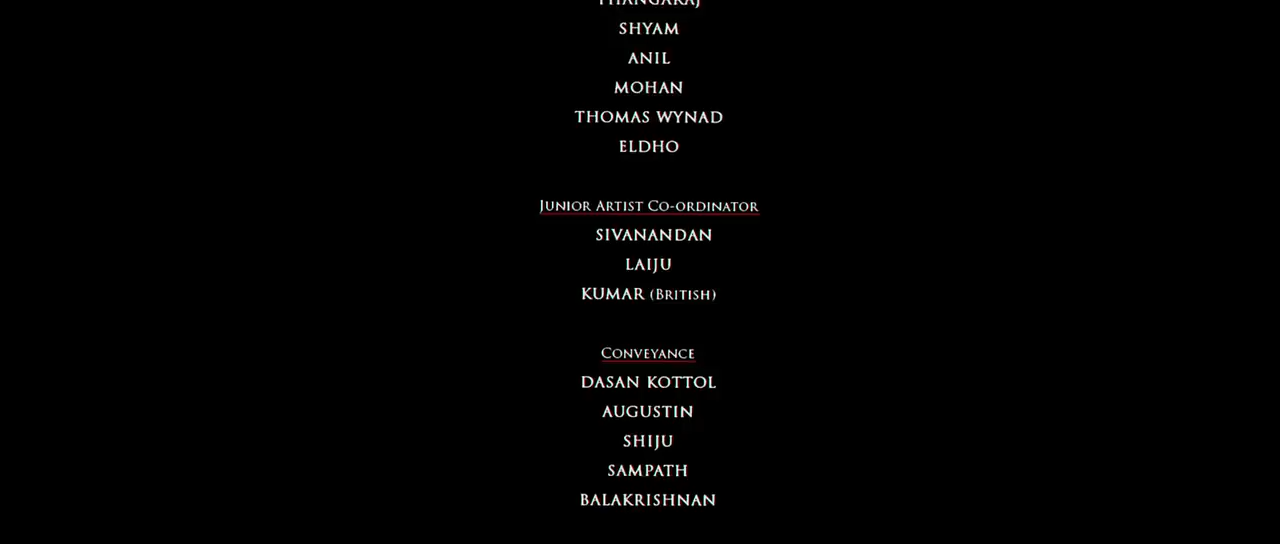 THANGARAJ
SHYAM
ANIL
MOHAN
THOMAS WYNAD
ELDHO
Junior Artist Co-ordinator
SIVANANDAN
LAIJU
KUMAR (British)
Conveyance
DASAN KOTTOL
AUGUSTIN
SHIJU
SAMPATH
BALAKRISHNAN